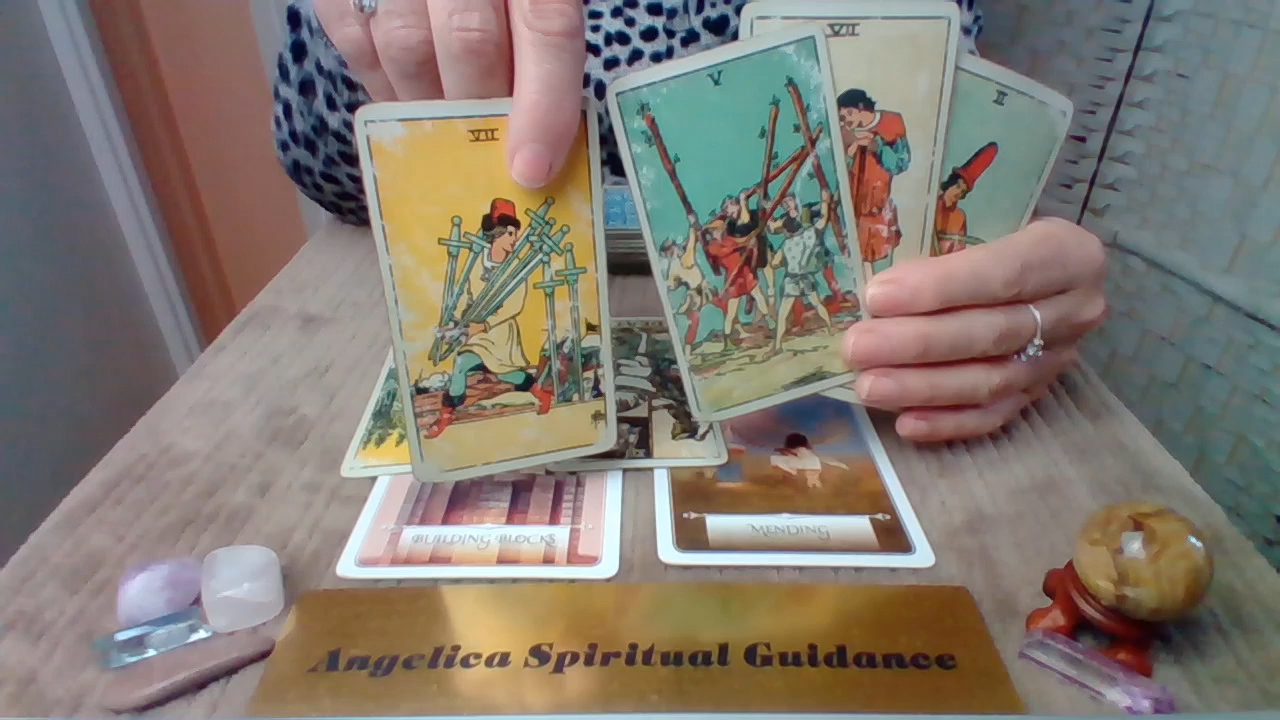 VII
V
VII
II
BUILDING BLOCKS
MENDING
Angelica Spiritual Guidance